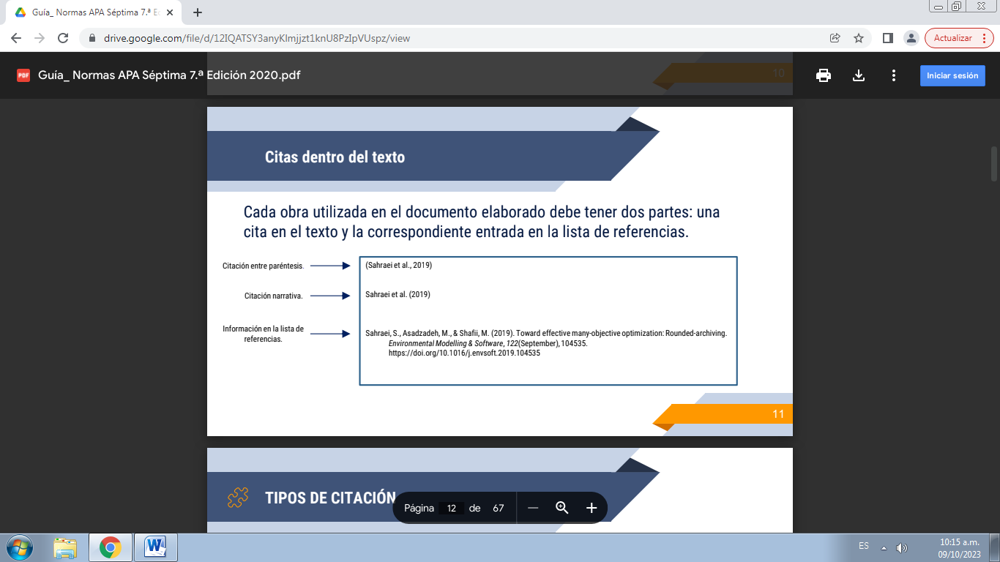 Guía_ Normas APA Séptima 7.ª Ed
drive.google.com/file/d/12IQATSY3anyKlmjjzt1knU8PzIpVUspz/view
Actualizar
PDF
Guía_ Normas APA Séptima 7.ª Edición 2020.pdf
10
Iniciar sesión
Citas dentro del texto
Cada obra utilizada en el documento elaborado debe tener dos partes: una
cita en el texto y la correspondiente entrada en la lista de referencias.
Citación entre paréntesis.
(Sahraei et al., 2019)
Citación narrativa.
Sahraei et al. (2019)
Información en la lista de
referencias.
Sahraei, S., Asadzadeh, M., & Shafii, M. (2019). Toward effective many-objective optimization: Rounded-archiving.
Environmental Modelling & Software, 122(September), 104535.
https://doi.org/10.1016/j.envsoft.2019.104535
11
TIPOS DE CITACIÓN
Página 12 de 67
ES
10:15 a.m.
09/10/2023